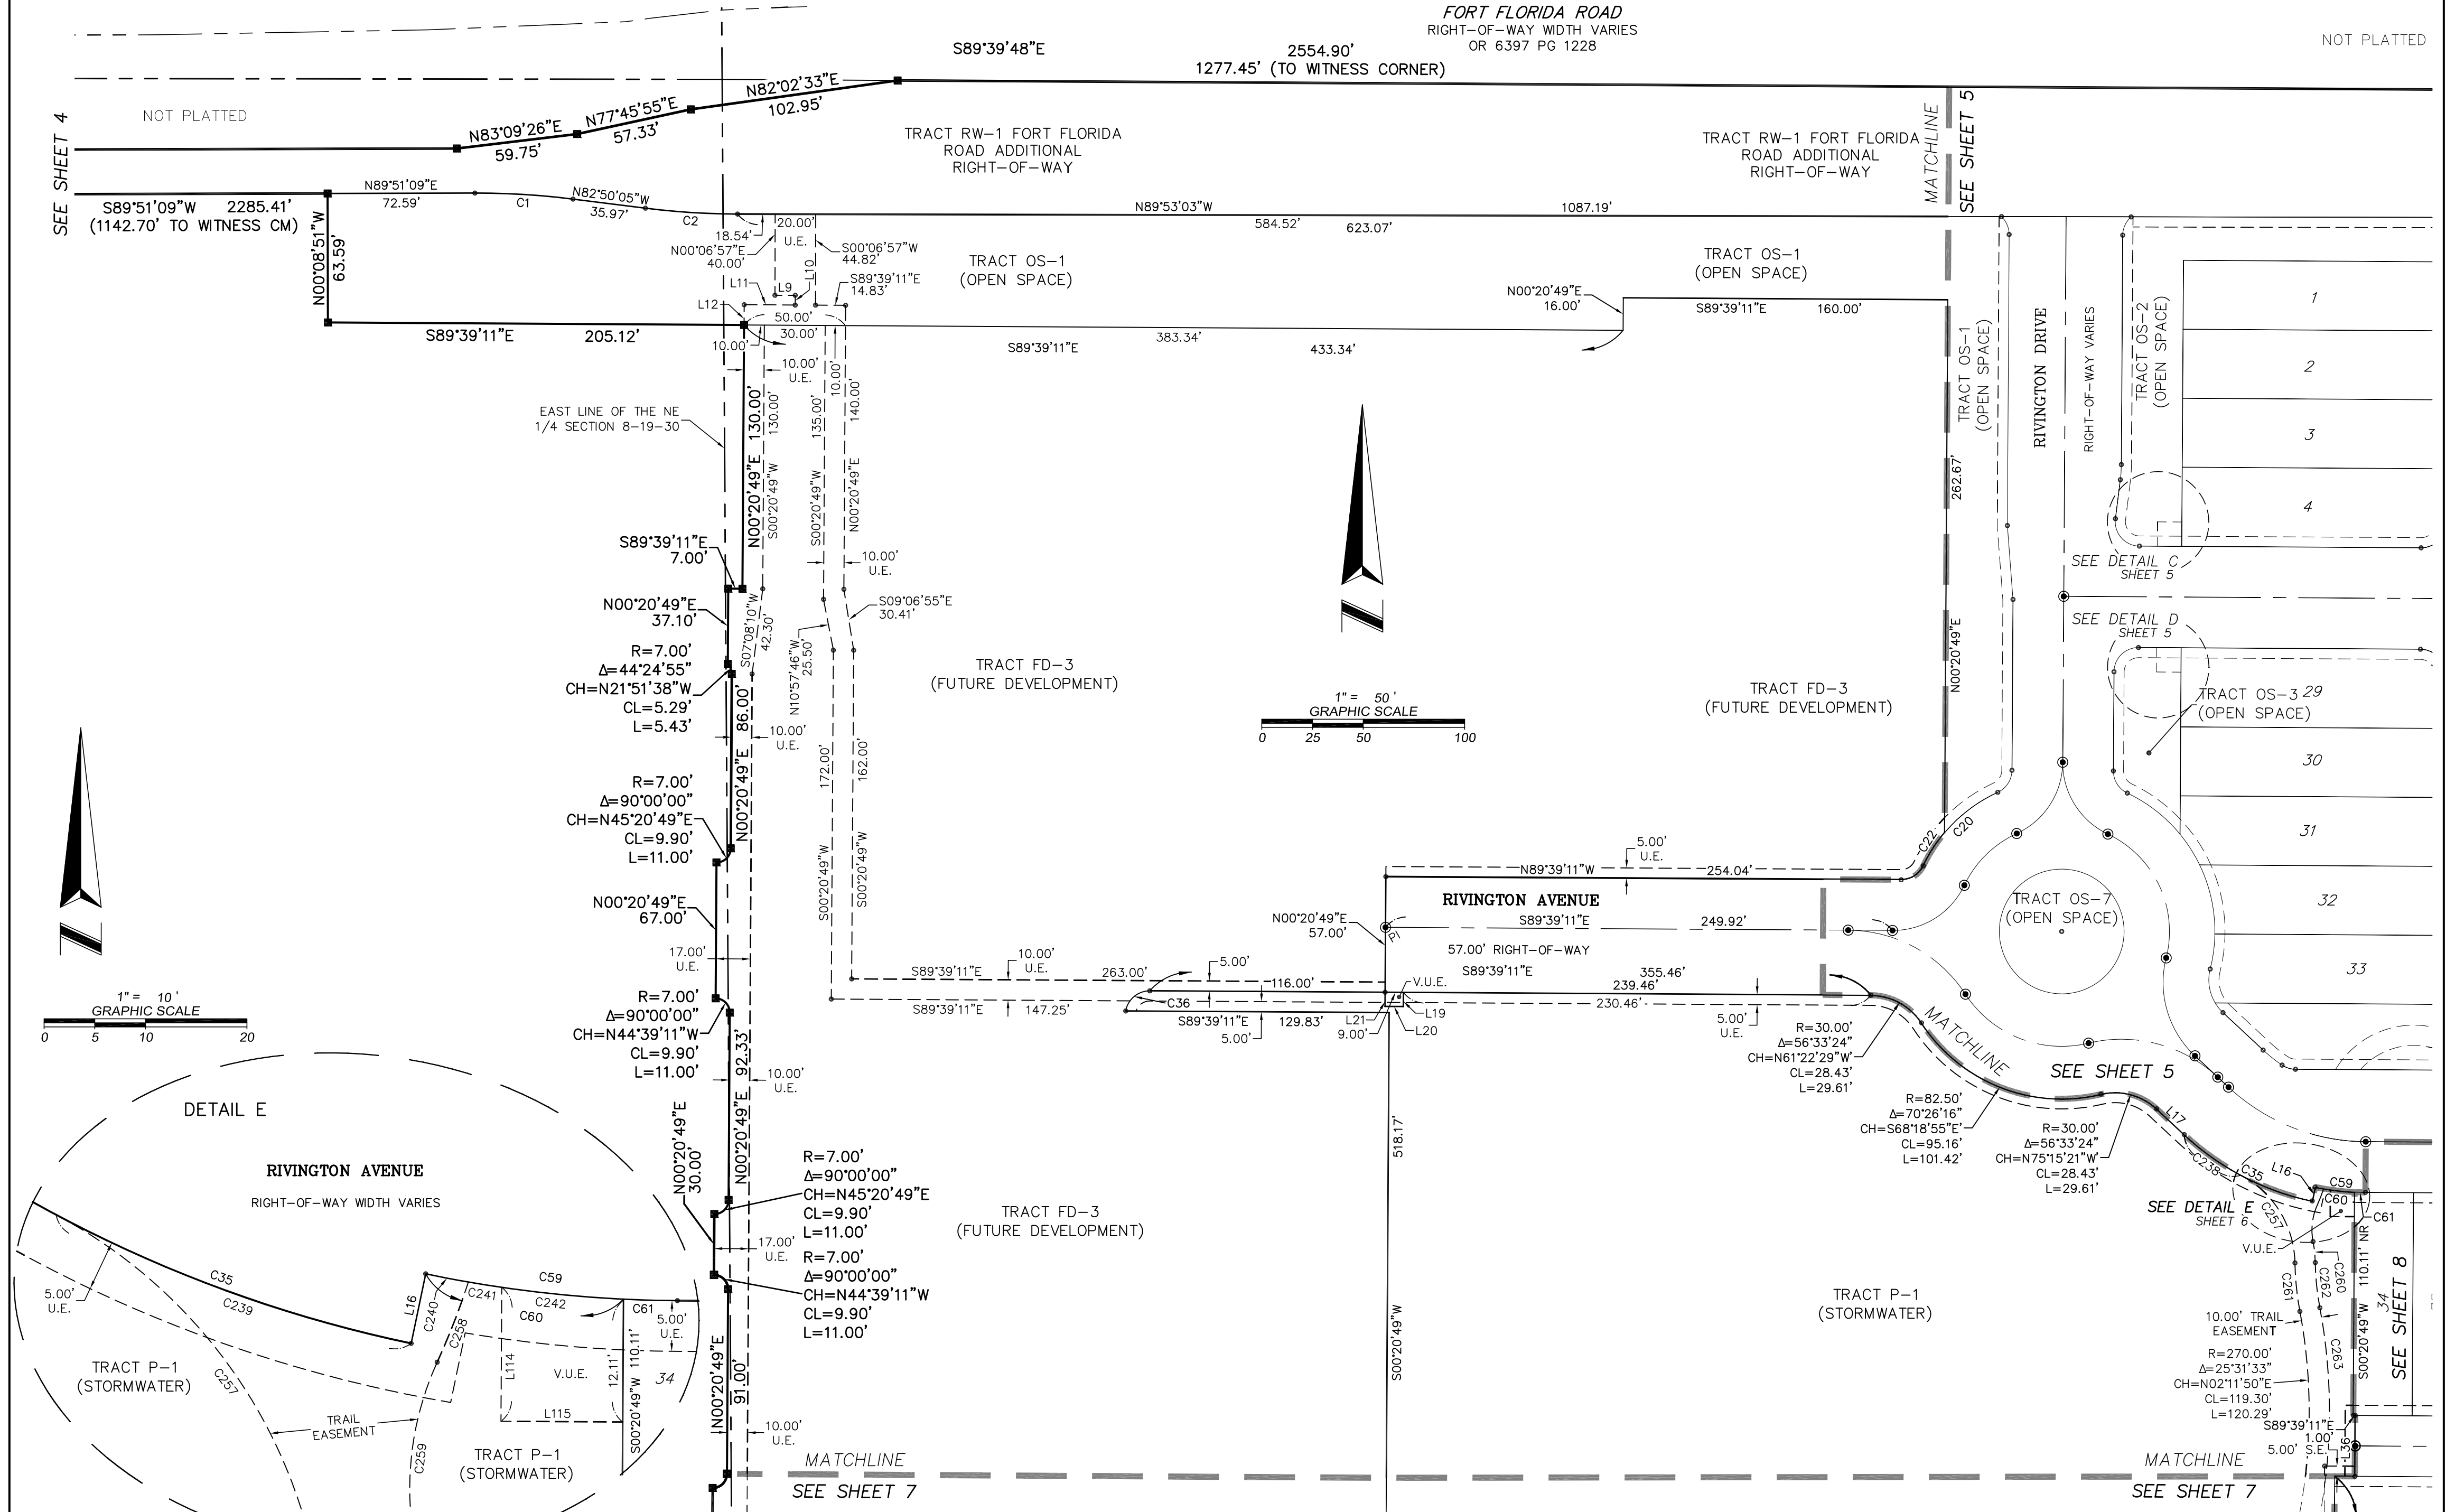 FORT FLORIDA ROAD
RIGHT-OF-WAY WIDTH VARIES
OR 6397 PG 1228
NOT PLATTED
S89°39'48"E
2554.90'
1277.45' (TO WITNESS CORNER)
SEE SHEET 4
NOT PLATTED
N83°09'26"E
59.75'
N77°45'55"E
57.33'
N82°02'33"E
102.95'
TRACT RW-1 FORT FLORIDA
ROAD ADDITIONAL
RIGHT-OF-WAY
TRACT RW-1 FORT FLORIDA
ROAD ADDITIONAL
RIGHT-OF-WAY
MATCHLINE
SEE SHEET 5
S89°51'09"W 2285.41'
(1142.70' TO WITNESS CM)
N89°51'09"E
72.59'
C1
N82°50'05"W
35.97'
C2
N89°53'03"W
584.52'
623.07'
1087.19'
N00°08'51"W
63.59'
18.54'
20.00'
U.E.
N00°06'57"E
40.00'
S00°06'57"W
44.82'
L9
L10
L11
L12
S89°39'11"E
14.83'
TRACT OS-1
(OPEN SPACE)
TRACT OS-1
(OPEN SPACE)
N00°20'49"E
16.00'
S89°39'11"E 160.00'
S89°39'11"E 205.12'
50.00'
30.00'
10.00'
10.00'
10.00'
U.E.
S89°39'11"E
383.34'
433.34'
EAST LINE OF THE NE
1/4 SECTION 8-19-30
N00°20'49"E 130.00'
S00°20'49"W 130.00'
S00°20'49"W 135.00'
N00°20'49"E 140.00'
TRACT OS-1
(OPEN SPACE)
RIVINGTON DRIVE
RIGHT-OF-WAY VARIES
TRACT OS-2
(OPEN SPACE)
1
2
3
4
262.67'
N00°20'49"E
SEE DETAIL C
SHEET 5
SEE DETAIL D
SHEET 5
S89°39'11"E
7.00'
10.00'
U.E.
N00°20'49"E
37.10'
S07°08'10"W
42.30'
N10°57'46"W
25.50'
S09°06'55"E
30.41'
R=7.00'
Δ=44°24'55"
CH=N21°51'38"W
CL=5.29'
L=5.43'
N00°20'49"E 86.00'
10.00'
U.E.
172.00'
S00°20'49"W
162.00'
S00°20'49"W
TRACT FD-3
(FUTURE DEVELOPMENT)
1" = 50 '
GRAPHIC SCALE
0 25 50 100
TRACT FD-3
(FUTURE DEVELOPMENT)
TRACT OS-3
(OPEN SPACE)
29
30
31
32
33
R=7.00'
Δ=90°00'00"
CH=N45°20'49"E
CL=9.90'
L=11.00'
N00°20'49"E
67.00'
17.00'
U.E.
C22
C20
5.00'
U.E.
N89°39'11"W 254.04'
RIVINGTON AVENUE
N00°20'49"E
57.00'
PI
S89°39'11"E 249.92'
57.00' RIGHT-OF-WAY
TRACT OS-7
(OPEN SPACE)
S89°39'11"E 263.00'
10.00'
U.E.
5.00'
116.00'
V.U.E.
S89°39'11"E 355.46'
239.46'
C36
S89°39'11"E 147.25'
S89°39'11"E 129.83'
5.00'
L21
9.00'
L19
L20
230.46'
5.00'
U.E.
1" = 10 '
GRAPHIC SCALE
0 5 10 20
R=7.00'
Δ=90°00'00"
CH=N44°39'11"W
CL=9.90'
L=11.00'
N00°20'49"E 92.33'
10.00'
U.E.
R=30.00'
Δ=56°33'24"
CH=N61°22'29"W
CL=28.43'
L=29.61'
MATCHLINE
SEE SHEET 5
R=82.50'
Δ=70°26'16"
CH=S68°18'55"E'
CL=95.16'
L=101.42'
R=30.00'
Δ=56°33'24"
CH=N75°15'21"W'
CL=28.43'
L=29.61'
L17
C238
C35
L16
C59
C60
C61
SEE DETAIL E
SHEET 6
V.U.E.
C257
DETAIL E
RIVINGTON AVENUE
RIGHT-OF-WAY WIDTH VARIES
5.00'
U.E.
C35
C239
L16
C240
C241
C59
C242
C60
C61
5.00'
U.E.
C258
L114
V.U.E.
12.11'
S00°20'49"W 110.11'
34
L115
TRACT P-1
(STORMWATER)
C257
TRAIL
EASEMENT
C259
TRACT P-1
(STORMWATER)
N00°20'49"E
30.00'
R=7.00'
Δ=90°00'00"
CH=N45°20'49"E
CL=9.90'
L=11.00'
17.00'
U.E.
R=7.00'
Δ=90°00'00"
CH=N44°39'11"W
CL=9.90'
L=11.00'
N00°20'49"E
91.00'
10.00'
U.E.
TRACT FD-3
(FUTURE DEVELOPMENT)
518.17'
S00°20'49"W
TRACT P-1
(STORMWATER)
C260
C261
C262
C263
10.00' TRAIL
EASEMENT
R=270.00'
Δ=25°31'33"
CH=N02°11'50"E
CL=119.30'
L=120.29'
S00°20'49"W 110.11' NR
34
SEE SHEET 8
S89°39'11"E
1.00'
5.00' S.E.
L36
MATCHLINE
SEE SHEET 7
MATCHLINE
SEE SHEET 7